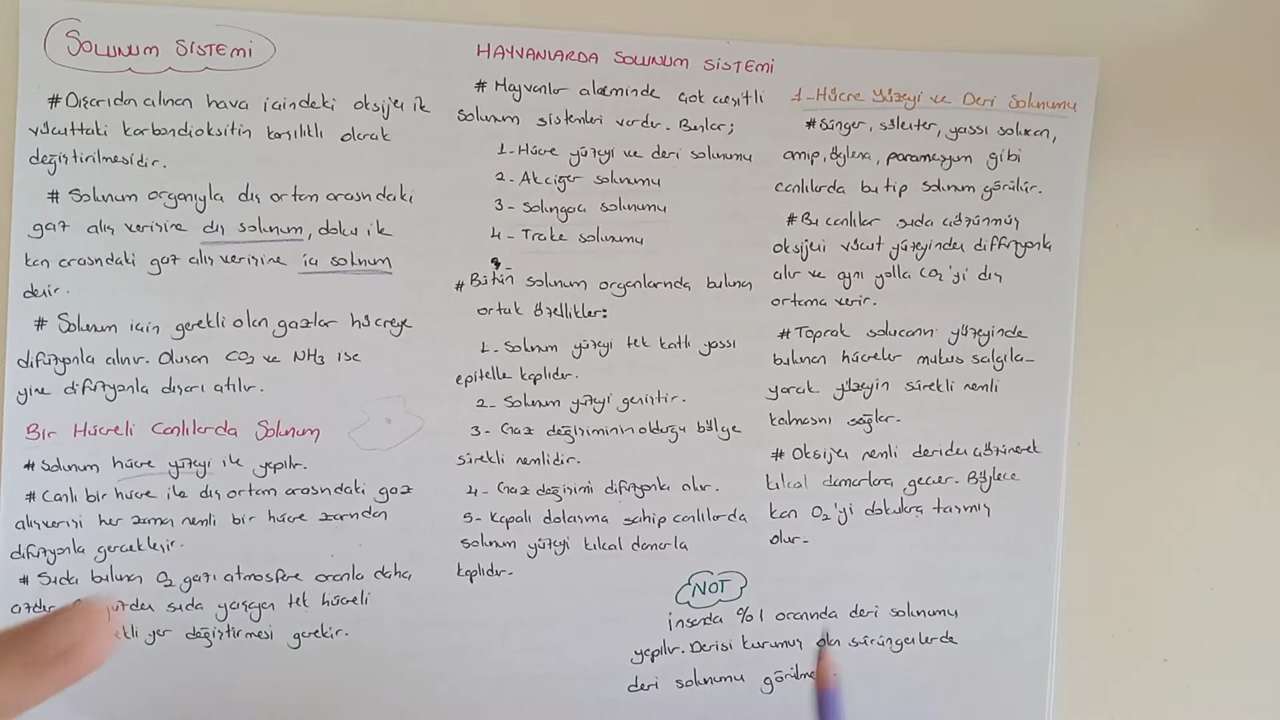 SOLUNUM SİSTEMİ
# Dışarıdan alınan hava içindeki oksijen ile
vücuttaki karbondioksitin karşılıklı olarak
değiştirilmesidir.
# Solunum organıyla dış ortam arasındaki
gaz alış verişine dış solunum, doku ile
kan arasındaki gaz alış verişine iç solunum
denir.
# Solunum için gerekli olan gazlar hücreye
difüzyonla alınır. Oluşan CO2 ve NH3 ise
yine difüzyonla dışarı atılır.
Bir Hücreli Canlılarda Solunum
# Solunum hücre yüzeyi ile yapılır.
# Canlı bir hücre ile dış ortam arasındaki gaz
alışverişi her zaman nemli bir hücre zarından
difüzyonla gerçekleşir.
# Suda bulunan O2 gazı atmosfere oranla daha
azdır. suda yaşayan tek hücreli
yer değiştirmesi gerekir.
HAYVANLARDA SOLUNUM SİSTEMİ
# Hayvanlar aleminde çok çeşitli
solunum sistemleri vardır. Bunlar;
1- Hücre yüzeyi ve deri solunumu
2- Akciğer solunumu
3- Solungaç solunumu
4- Trake solunumu
# Bütün solunum organlarında bulunan
ortak özellikler:
1- Solunum yüzeyi tek katlı yassı
epitelle kaplıdır.
2- Solunum yüzeyi geniştir.
3- Gaz değişiminin olduğu bölge
sürekli nemlidir.
4- Gaz değişimi difüzyonla olur.
5- Kapalı dolaşıma sahip canlılarda
solunum yüzeyi kılcal damarla
kaplıdır.
1-Hücre Yüzeyi ve Deri Solunumu
# Sünger, sölenter, yassı solucan,
amip, öglena, paramesyum gibi
canlılarda bu tip solunum görülür.
# Bu canlılar suda çözünmüş
oksijeni vücut yüzeyinden diffüzyonla
alır ve aynı yolla CO2'yi dış
ortama verir.
# Toprak solucanı yüzeyinde
bulunan hücreler mukus salgıla-
yarak yüzeyin sürekli nemli
kalmasını sağlar.
# Oksijen nemli deriden çözünerek
kılcal damarlara geçer. Böylece
kan O2'yi dokulara taşımış
olur.
NOT
İnsanda %1 oranında deri solunumu
yapılır. Derisi kurumuş olan sürüngenlerde
deri solunumu